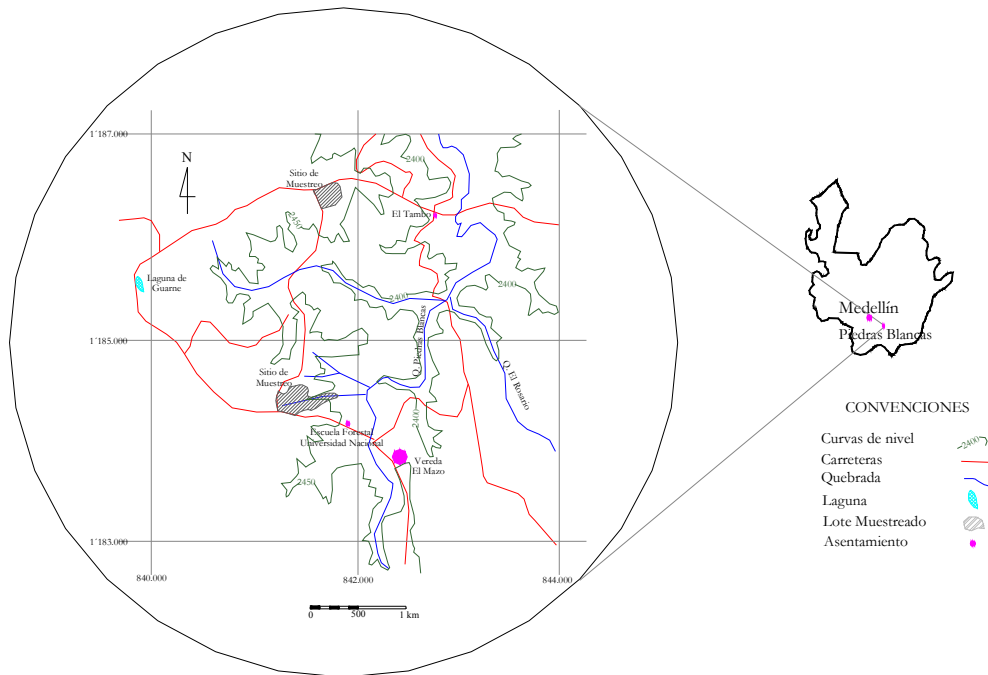 1´187.000
N
Sitio de
Muestreo
2400
El Tambo
2450
Laguna de
Guarne
2400
2400
Q. Piedras Blancas
1´185.000
Q. El Rosario
Sitio de
Muestreo
2400
Escuela Forestal
Universidad Nacional
Vereda
El Mazo
2450
1´183.000
840.000
842.000
844.000
0 500 1 km
Medellín
Piedras Blancas
CONVENCIONES
Curvas de nivel
2400
Carreteras
Quebrada
Laguna
Lote Muestreado
Asentamiento